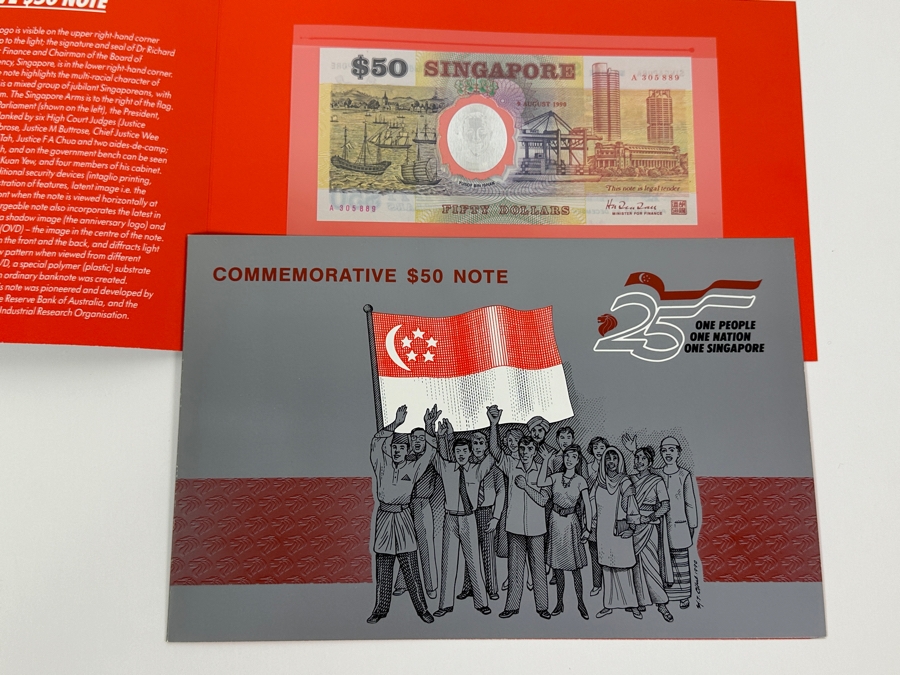 $50 NOTE
ogo is visible on the upper right-hand corner
to the light; the signature and seal of Dr Richard
Finance and Chairman of the Board of
ncy, Singapore, is in the lower right-hand corner.
note highlights the multi-racial character of
is a mixed group of jubilant Singaporeans, with
m. The Singapore Arms is to the right of the flag.
Parliament (shown on the left), the President,
lanked by six High Court Judges (Justice
brose, Justice M Buttrose, Chief Justice Wee
Toh, Justice F A Chua and two aides-de-camp;
h, and on the government bench can be seen
Kuan Yew, and four members of his cabinet.
ditional security devices (intaglio printing,
stration of features, latent image i.e. the
ont when the note is viewed horizontally at
rgeable note also incorporates the latest in
o shadow image (the anniversary logo) and
(OVD) – the image in the centre of the note.
n the front and the back, and diffracts light
w pattern when viewed from different
VD, a special polymer (plastic) substrate
n ordinary banknote was created.
s note was pioneered and developed by
e Reserve Bank of Australia, and the
Industrial Research Organisation.
$50 SINGAPORE
A 305889
9 AUGUST 1990
This note is legal tender
A 305889
FIFTY DOLLARS
MINISTER FOR FINANCE
COMMEMORATIVE $50 NOTE
25
ONE PEOPLE
ONE NATION
ONE SINGAPORE